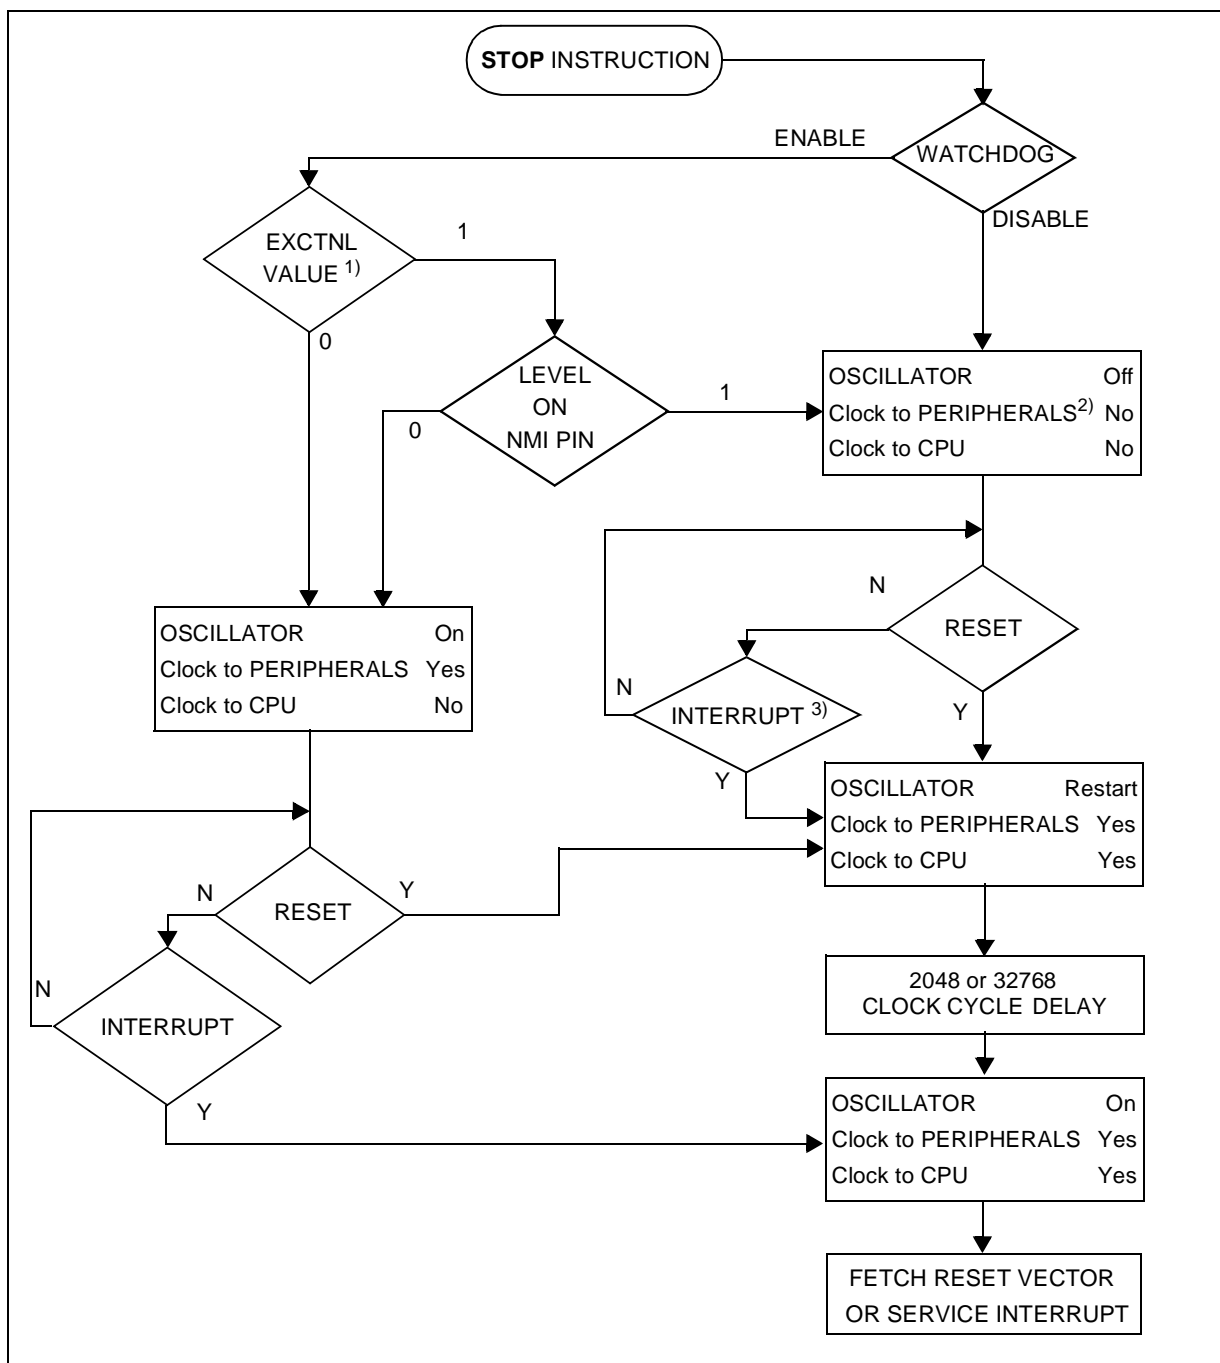 STOP INSTRUCTION
ENABLE
WATCHDOG
DISABLE
EXCTNL
VALUE 1)
1
0
LEVEL
ON
NMI PIN
1
0
OSCILLATOR Off
Clock to PERIPHERALS2) No
Clock to CPU No
N
RESET
Y
OSCILLATOR On
Clock to PERIPHERALS Yes
Clock to CPU No
N
INTERRUPT 3)
Y
OSCILLATOR Restart
Clock to PERIPHERALS Yes
Clock to CPU Yes
N
RESET
Y
N
INTERRUPT
Y
2048 or 32768
CLOCK CYCLE DELAY
OSCILLATOR On
Clock to PERIPHERALS Yes
Clock to CPU Yes
FETCH RESET VECTOR
OR SERVICE INTERRUPT